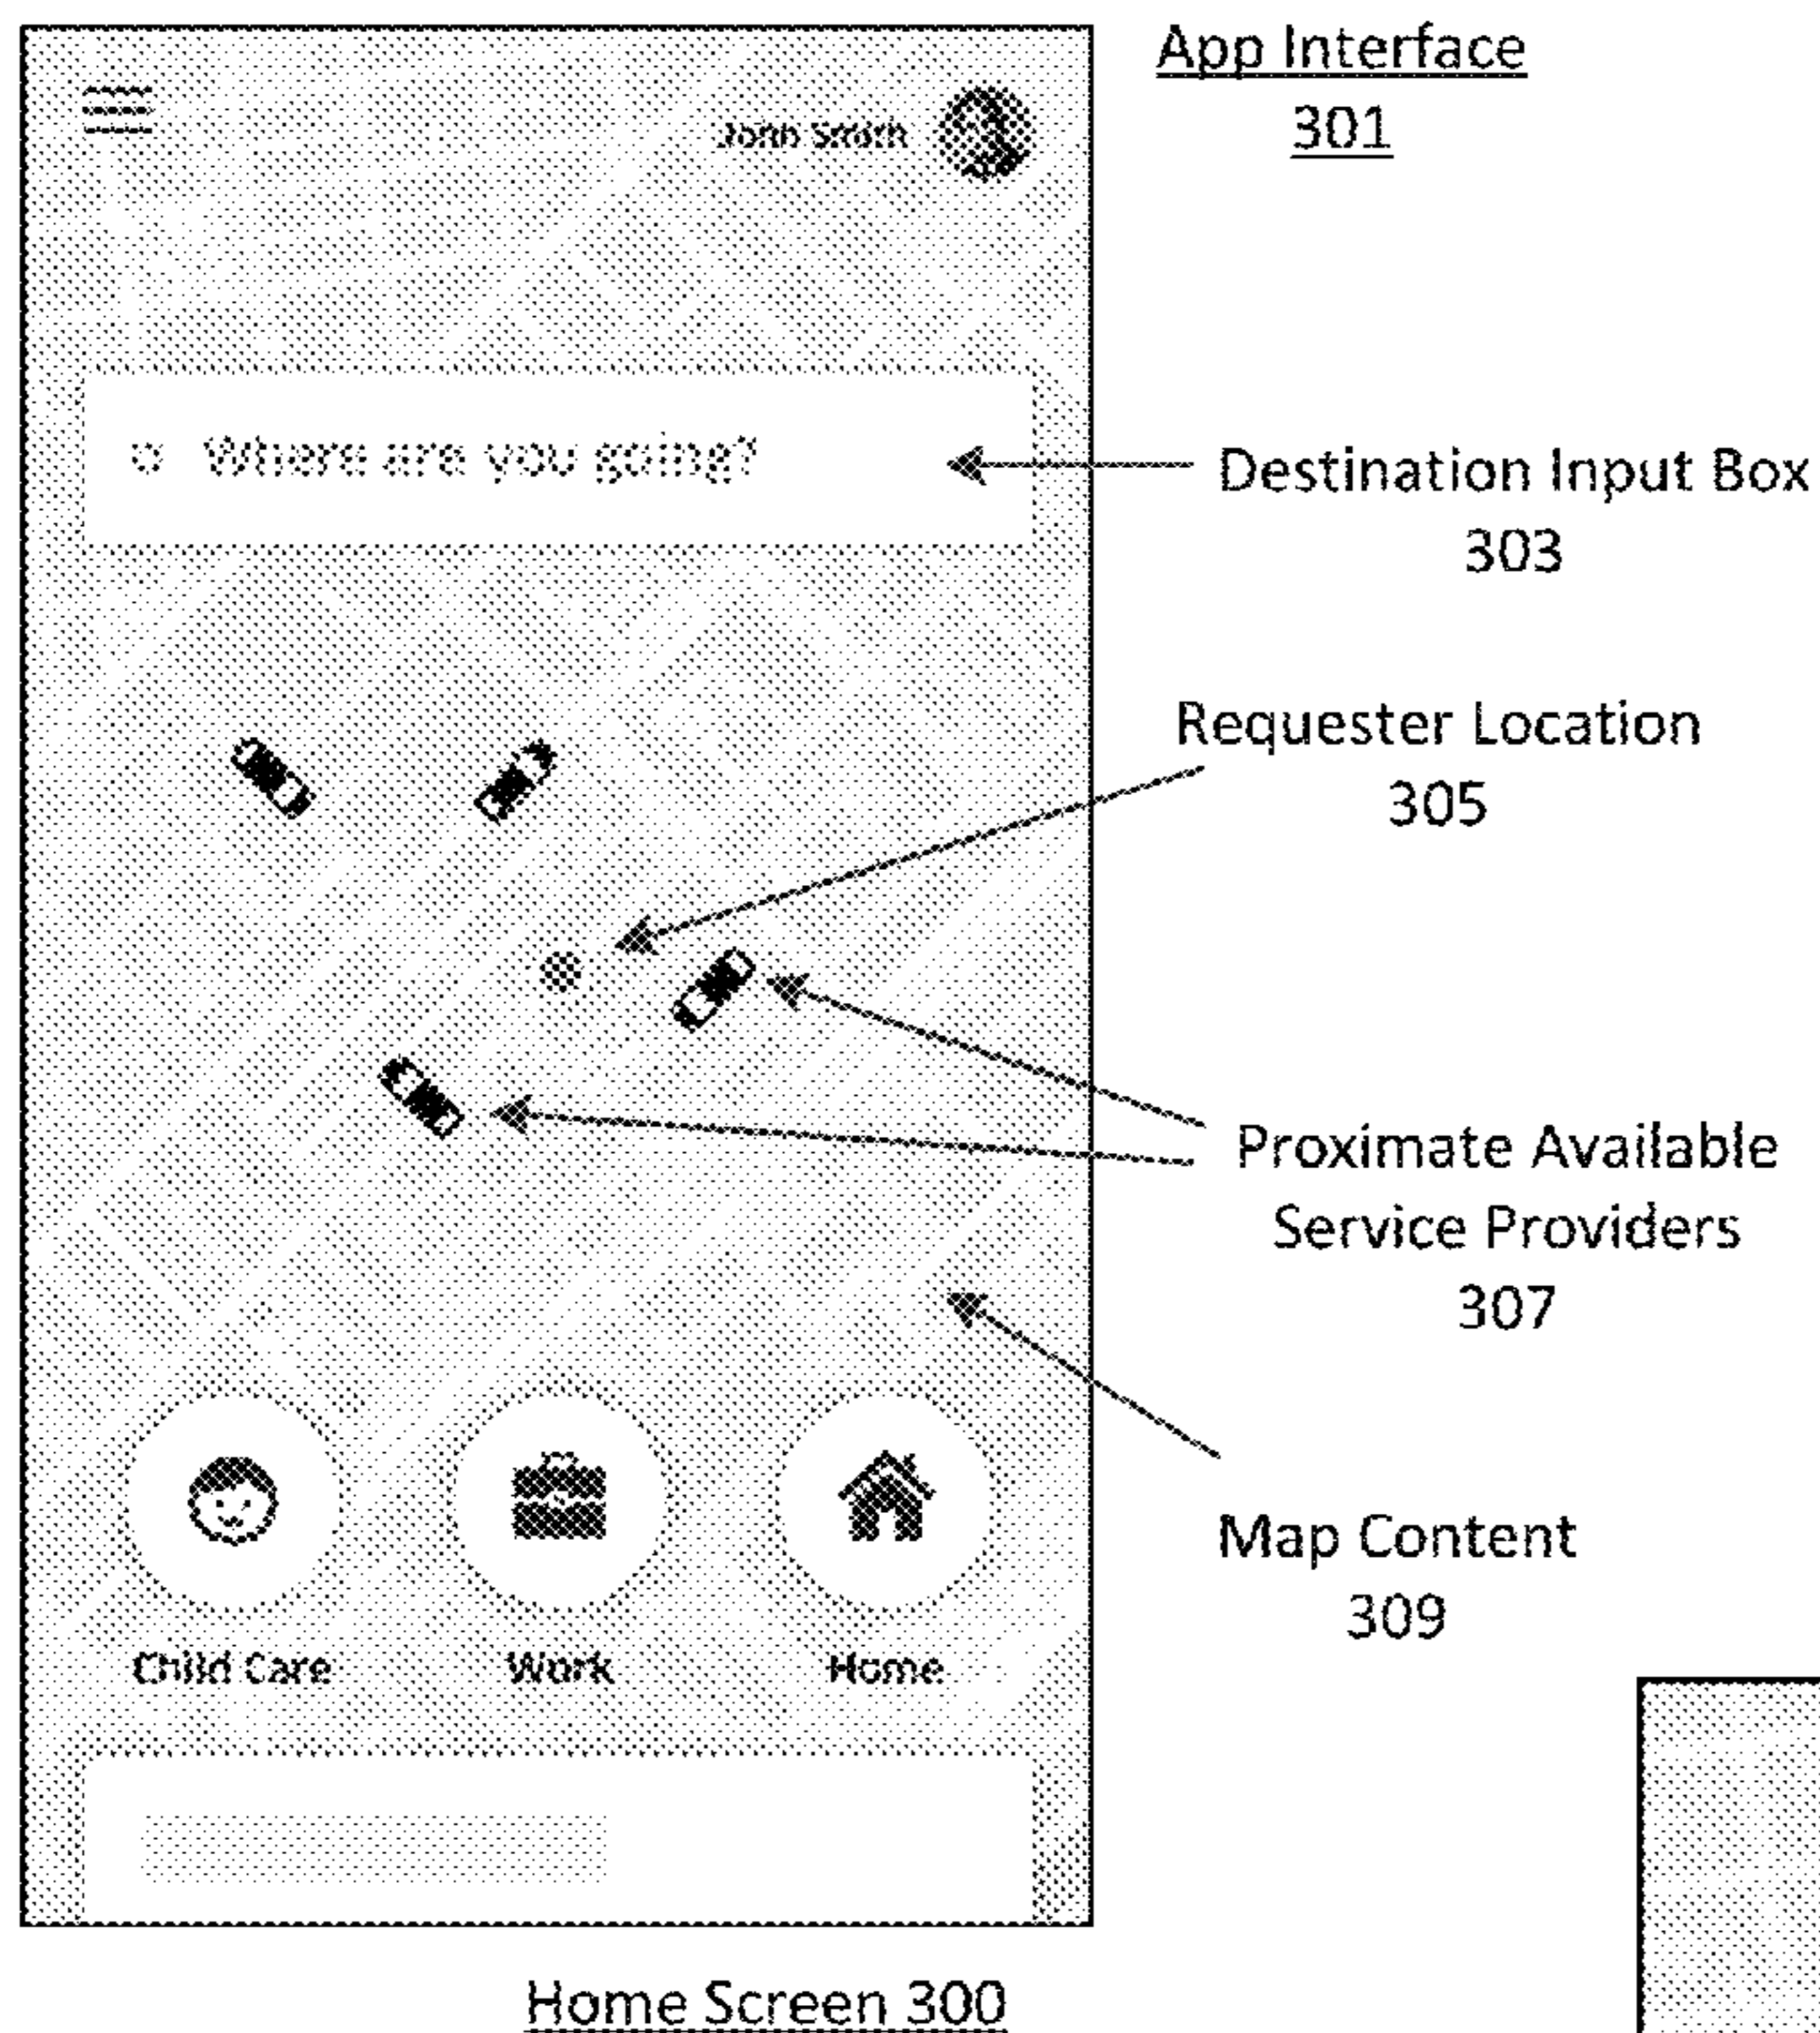 App Interface
301
John Smith
Where are you going?
Destination Input Box
303
Requester Location
305
Proximate Available
Service Providers
307
Map Content
309
Child Care
Work
Home
Home Screen 300